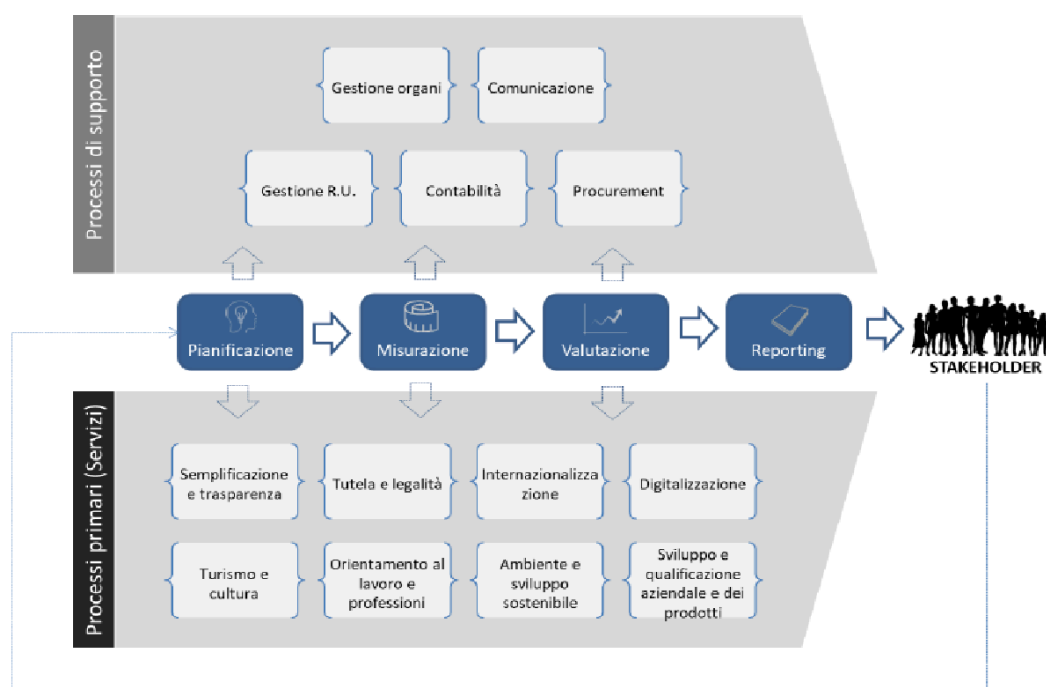 Processi di supporto
Gestione organi
Comunicazione
Gestione R.U.
Contabilità
Procurement
Pianificazione
Misurazione
Valutazione
Reporting
STAKEHOLDER
Processi primari (Servizi)
Semplificazione
e trasparenza
Tutela e legalità
Internazionalizza
zione
Digitalizzazione
Turismo e
cultura
Orientamento al
lavoro e
professioni
Ambiente e
sviluppo
sostenibile
Sviluppo e
qualificazione
aziendale e dei
prodotti